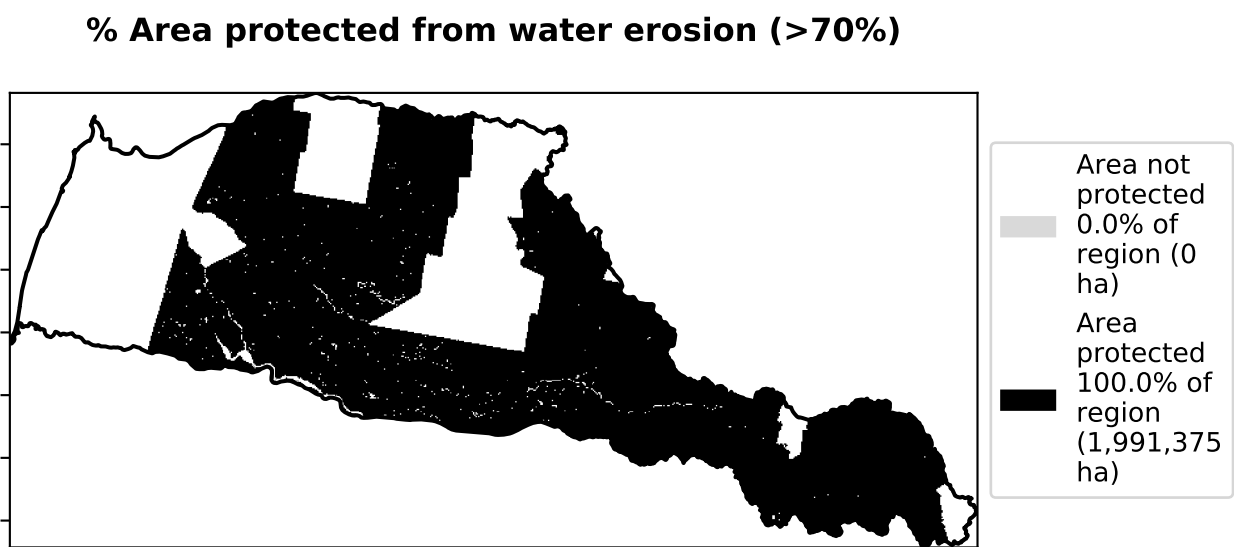 % Area protected from water erosion (>70%)
Area not
protected
0.0% of
region (0
ha)
Area
protected
100.0% of
region
(1,991,375
ha)